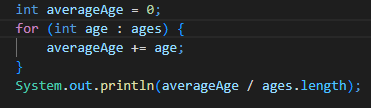 int averageAge = 0;
for (int age : ages) {
    averageAge += age;
}
System.out.println(averageAge / ages.length);